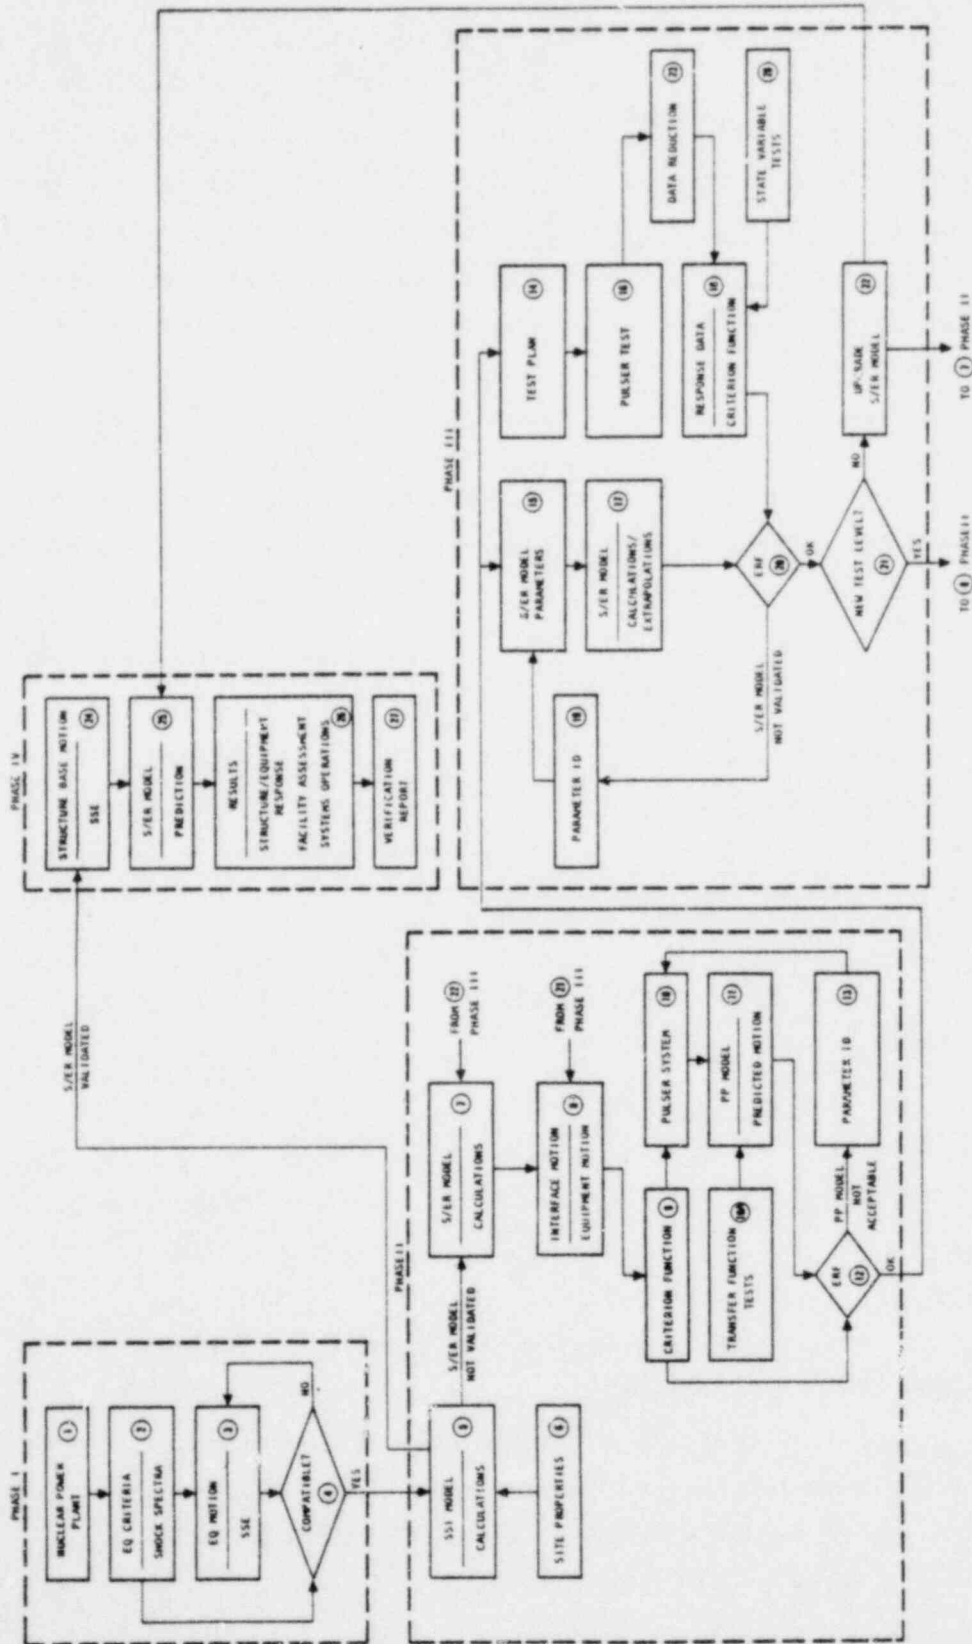 PHASE I
NUCLEAR POWER
PLANT
1
EQ CRITERIA
SHOCK SPECTRA
2
EQ MOTION
SSE
3
COMPATIBLE?
4
NO
YES
PHASE II
SSI MODEL
CALCULATIONS
5
SITE PROPERTIES
6
S/ER MODEL
NOT VALIDATED
S/ER MODEL
VALIDATED
S/ER MODEL
CALCULATIONS
7
FROM 22
PHASE III
INTERFACE MOTION
EQUIPMENT MOTION
8
FROM 21
PHASE III
CRITERION FUNCTION
9
PULSER SYSTEM
10
TRANSFER FUNCTION
TESTS
PP MODEL
PREDICTED MOTION
11
ERF
12
PP MODEL
NOT
ACCEPTABLE
OK
PARAMETER ID
13
PHASE IV
STRUCTURE BASE MOTION
SSE
24
S/ER MODEL
PREDICTION
25
RESULTS
STRUCTURE/EQUIPMENT
RESPONSE
FACILITY ASSESSMENT
SYSTEMS OPERATIONS
26
VERIFICATION
REPORT
27
PHASE III
S/ER MODEL
PARAMETERS
15
TEST PLAN
14
S/ER MODEL
CALCULATIONS/
EXTRAPOLATIONS
17
PULSER TEST
16
DATA REDUCTION
23
PARAMETER ID
19
RESPONSE DATA
CRITERION FUNCTION
18
STATE VARIABLE
TESTS
ERF
20
S/ER MODEL
NOT VALIDATED
OK
NEW TEST LEVEL?
21
NO
YES
S/ER MODEL
22
TO 8 PHASE II
TO 7 PHASE II